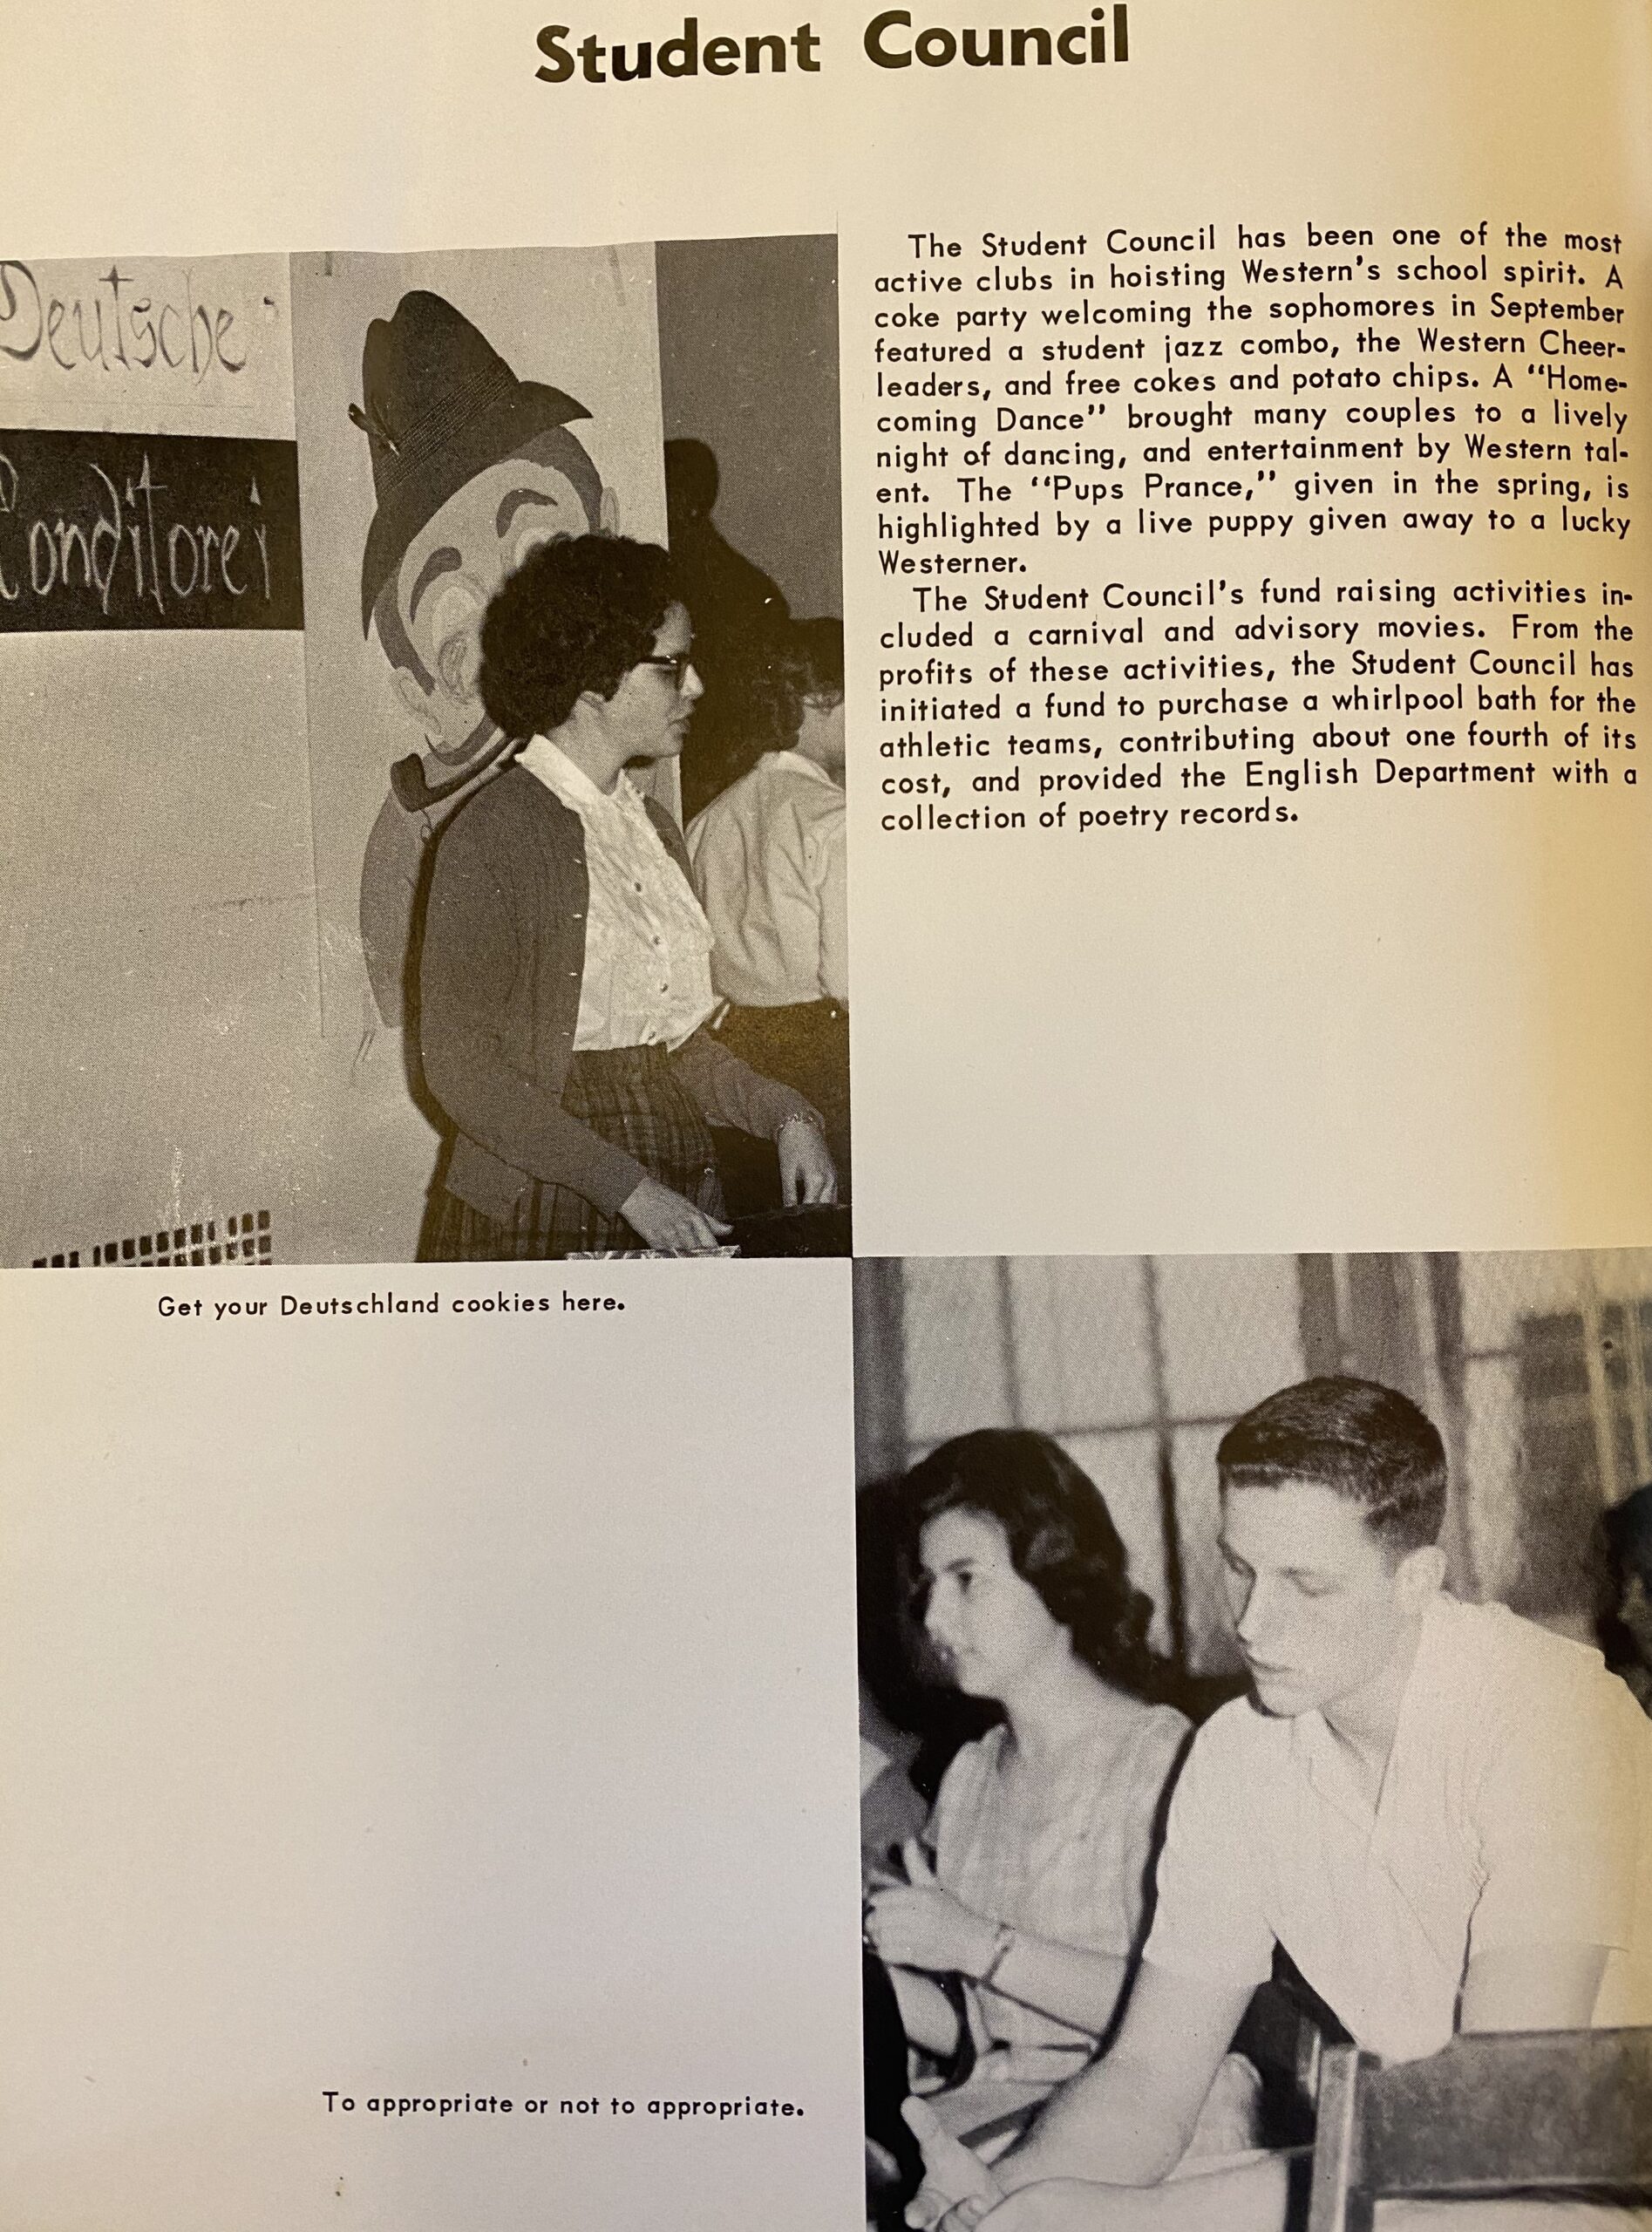 Student Council
Deutsche
Conditorei
The Student Council has been one of the most
active clubs in hoisting Western's school spirit. A
coke party welcoming the sophomores in September
featured a student jazz combo, the Western Cheer-
leaders, and free cokes and potato chips. A "Home-
coming Dance" brought many couples to a lively
night of dancing, and entertainment by Western tal-
ent. The "Pups Prance," given in the spring, is
highlighted by a live puppy given away to a lucky
Westerner.
The Student Council's fund raising activities in-
cluded a carnival and advisory movies. From the
profits of these activities, the Student Council has
initiated a fund to purchase a whirlpool bath for the
athletic teams, contributing about one fourth of its
cost, and provided the English Department with a
collection of poetry records.
Get your Deutschland cookies here.
To appropriate or not to appropriate.